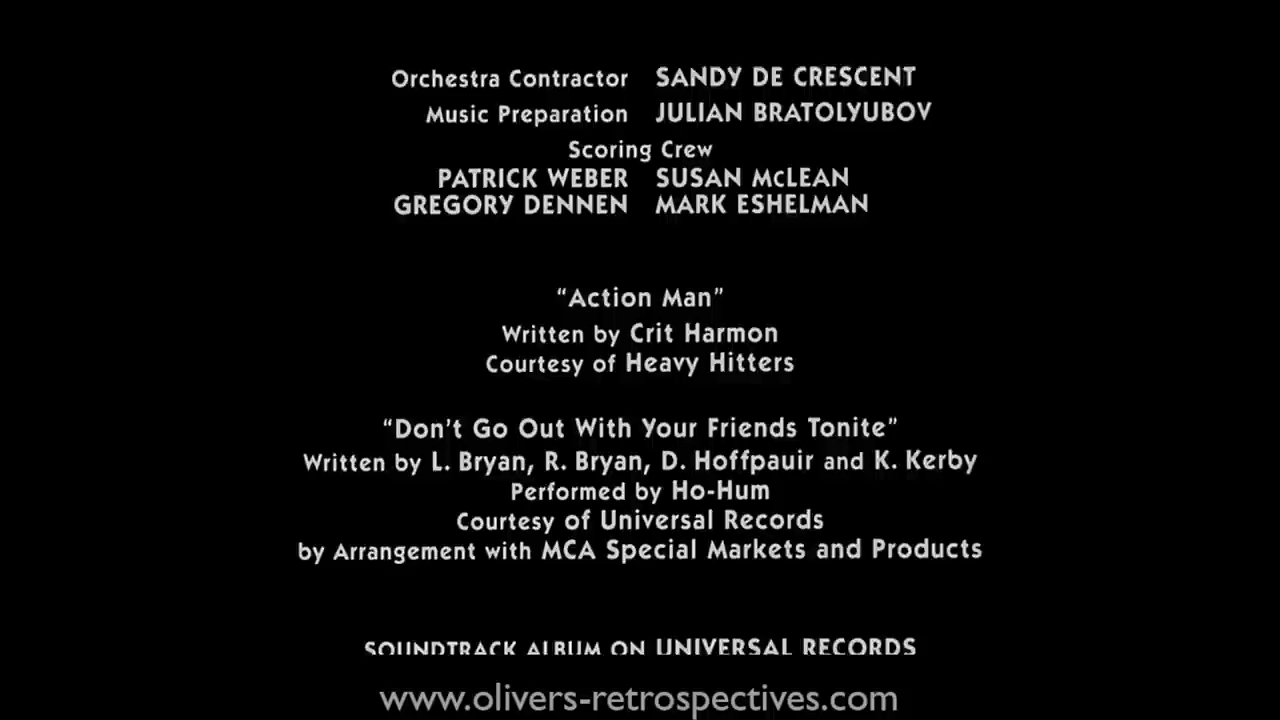 Orchestra Contractor SANDY DE CRESCENT
Music Preparation JULIAN BRATOLYUBOV
Scoring Crew
PATRICK WEBER SUSAN McLEAN
GREGORY DENNEN MARK ESHELMAN
“Action Man”
Written by Crit Harmon
Courtesy of Heavy Hitters
“Don't Go Out With Your Friends Tonite”
Written by L. Bryan, R. Bryan, D. Hoffpauir and K. Kerby
Performed by Ho-Hum
Courtesy of Universal Records
by Arrangement with MCA Special Markets and Products
SOUNDTRACK ALBUM ON UNIVERSAL RECORDS
www.olivers-retrospectives.com